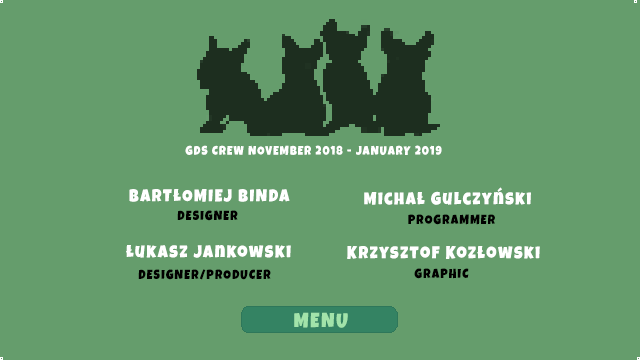 GDS CREW NOVEMBER 2018 - JANUARY 2019
BARTŁOMIEJ BINDA
DESIGNER
MICHAŁ GULCZYŃSKI
PROGRAMMER
ŁUKASZ JANKOWSKI
DESIGNER/PRODUCER
KRZYSZTOF KOZŁOWSKI
GRAPHIC
MENU